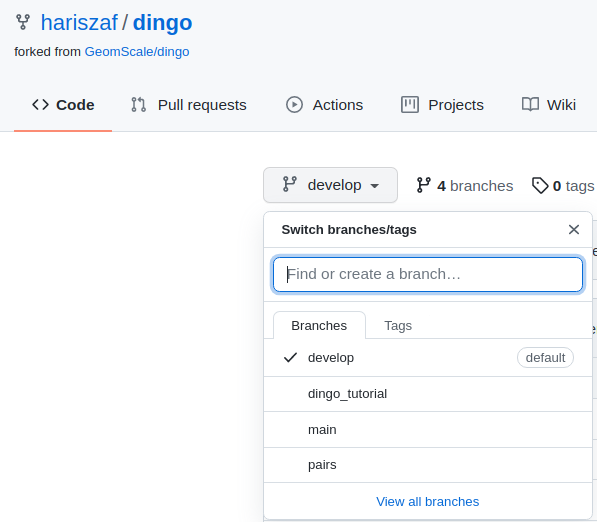 hariszaf / dingo
forked from GeomScale/dingo
Code Pull requests Actions Projects Wiki
develop 4 branches 0 tags
Switch branches/tags
Find or create a branch…
Branches Tags
develop default
dingo_tutorial
main
pairs
View all branches